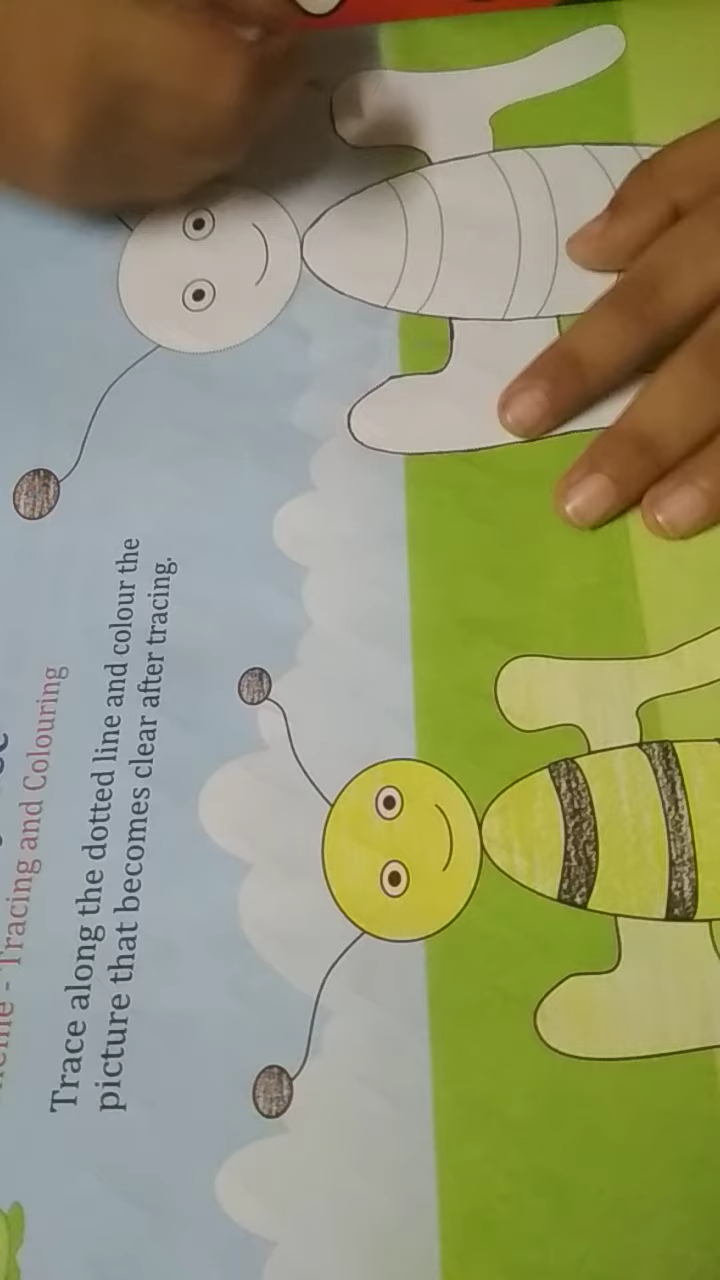 - Tracing and Colouring
Trace along the dotted line and colour the
picture that becomes clear after tracing.